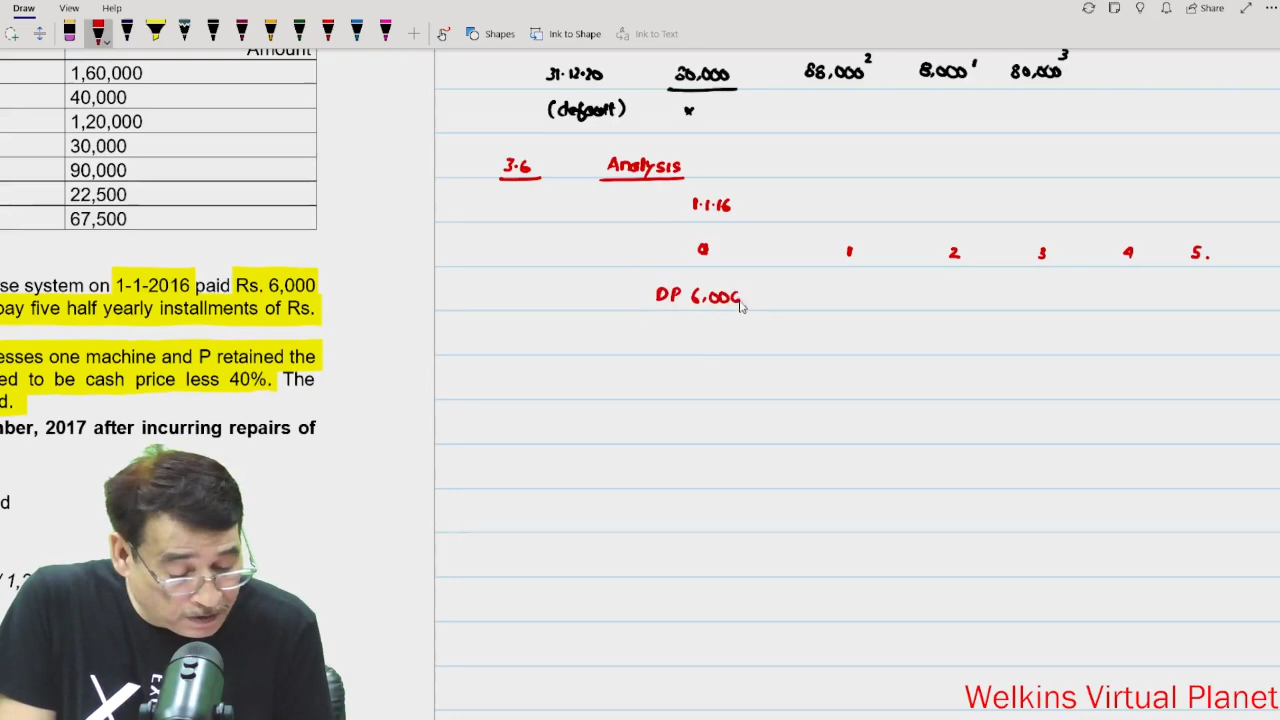 Draw View Help Share
Shapes Ink to Shape Ink to Text
Amount
1,60,000
40,000
1,20,000
30,000
90,000
22,500
67,500
se system on 1-1-2016 paid Rs. 6,000
pay five half yearly installments of Rs.
esses one machine and P retained the
ed to be cash price less 40%. The
d.
ber, 2017 after incurring repairs of
d
31.12.20 20,000 88,000 2 8,000 1 80,000 3
(default) x
3.6 Analysis
1.1.16
0 1 2 3 4 5.
DP 6,000
EX
Welkins Virtual Planet